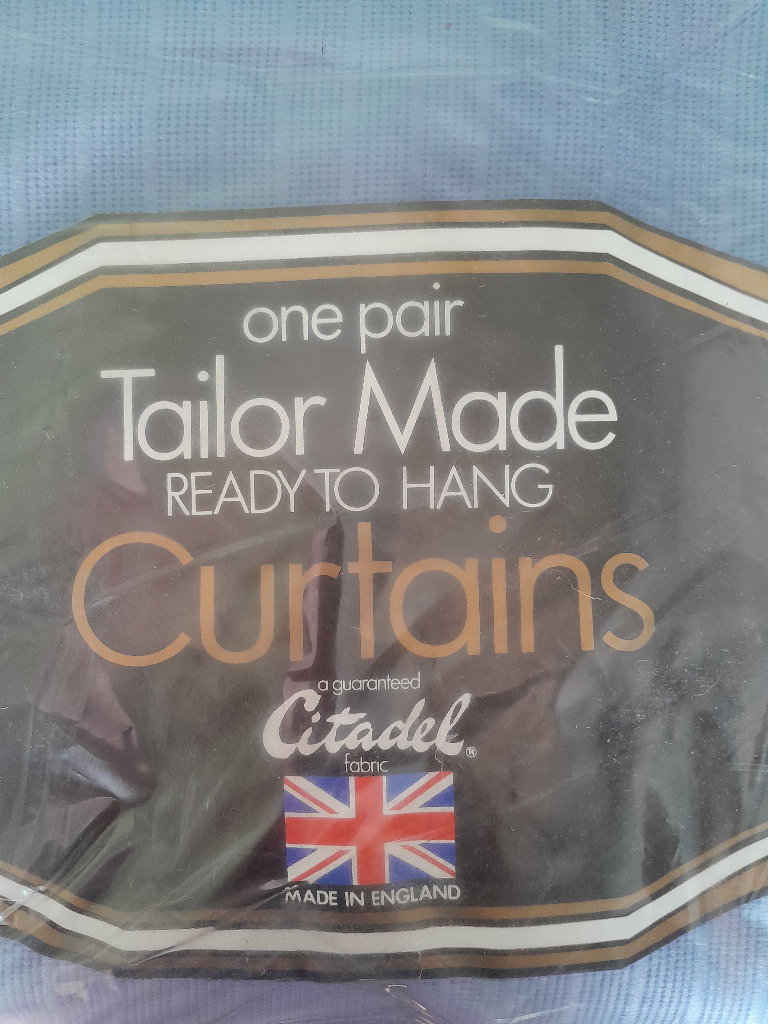 one pair
Tailor Made
READY TO HANG
Curtains
a guaranteed
Citadel®
fabric
MADE IN ENGLAND